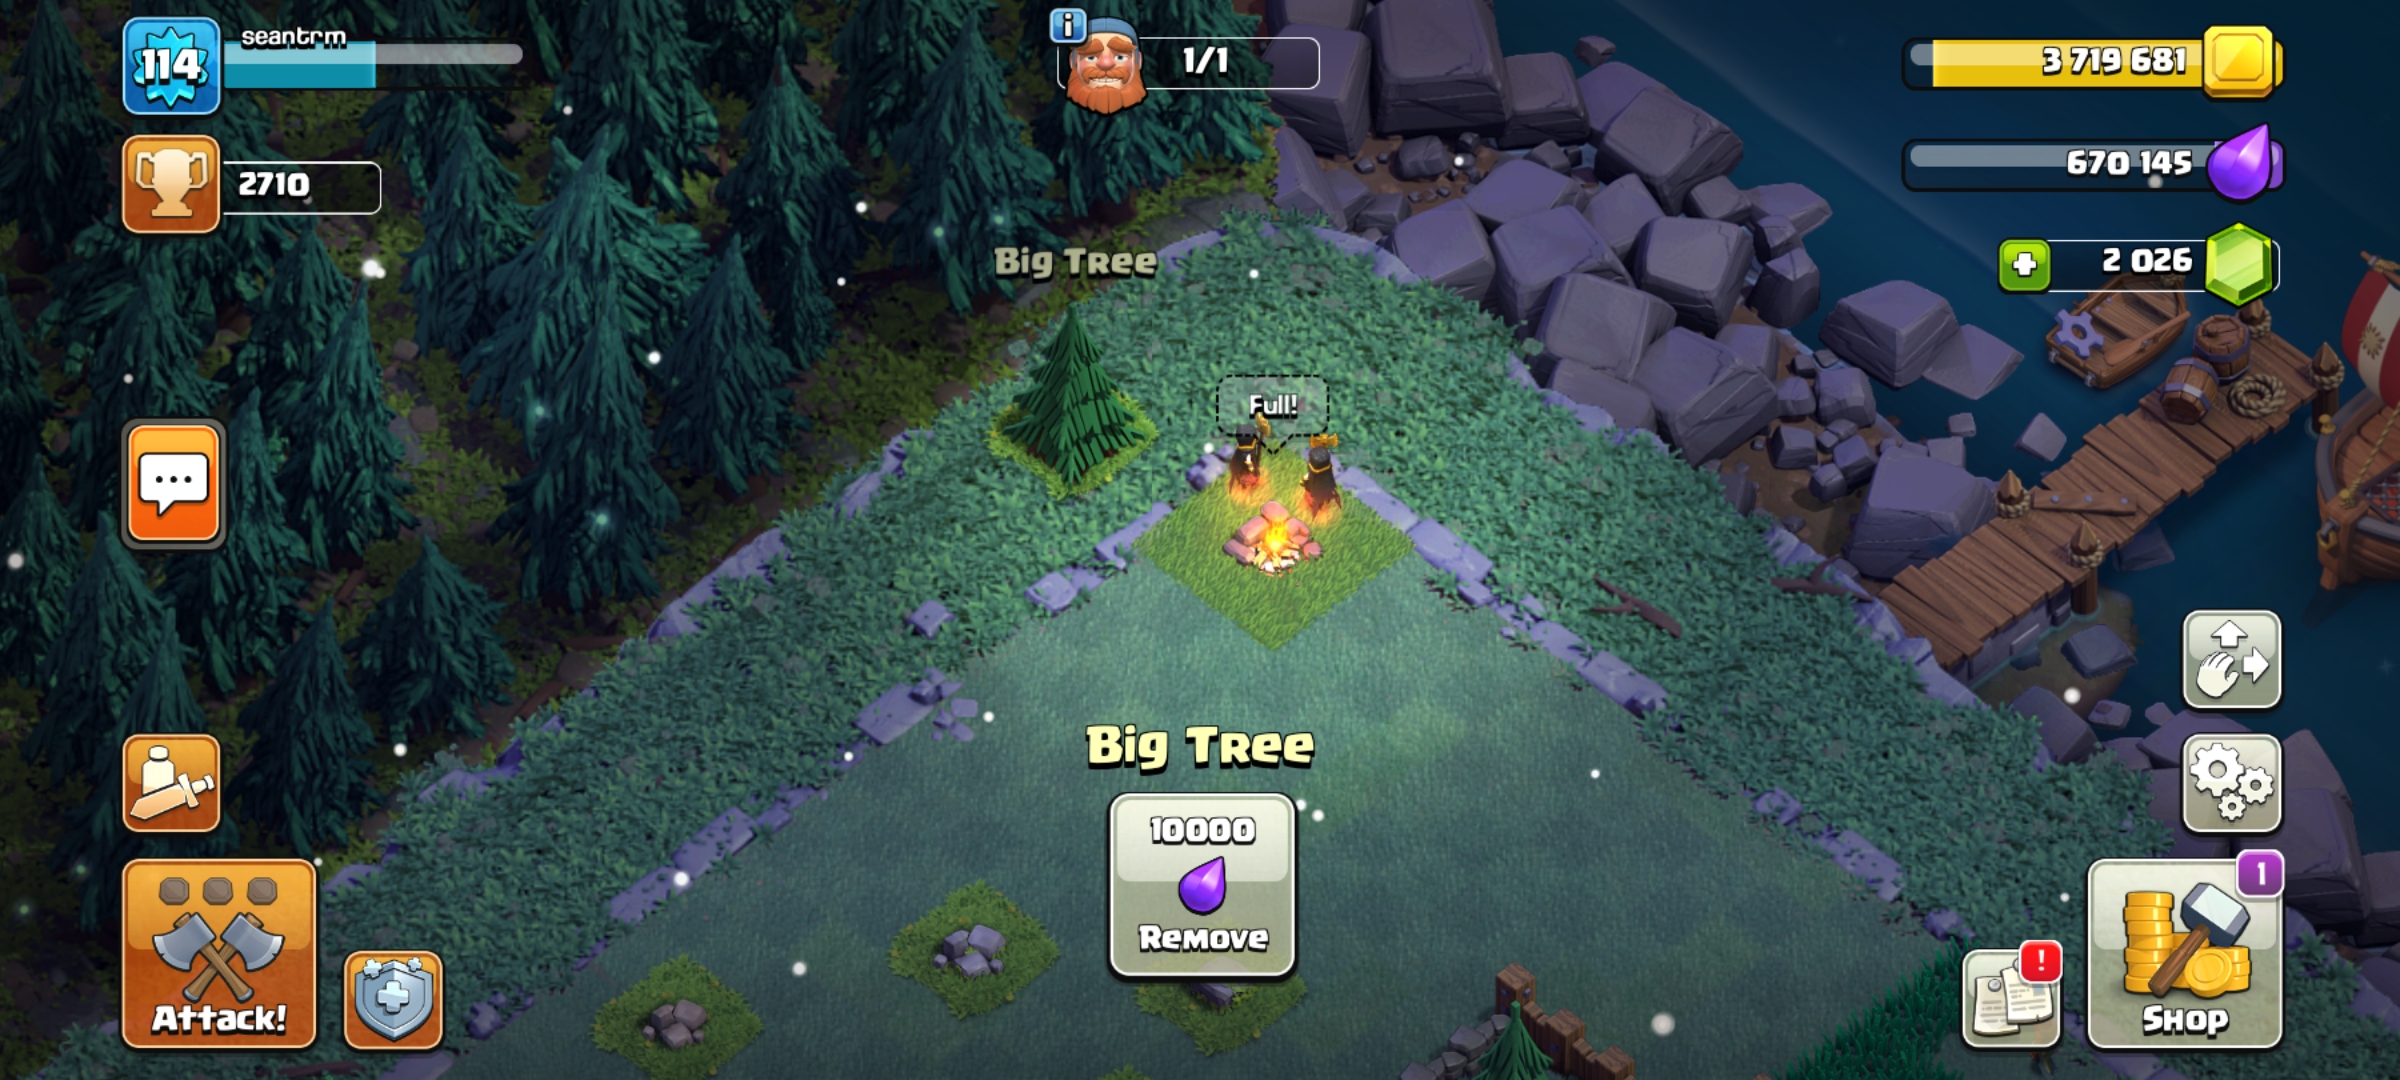 114
seantrm
1/1
3 719 681
2710
670 145
2 026
Big Tree
Full!
Big Tree
10000
Remove
Attack!
1
!
Shop